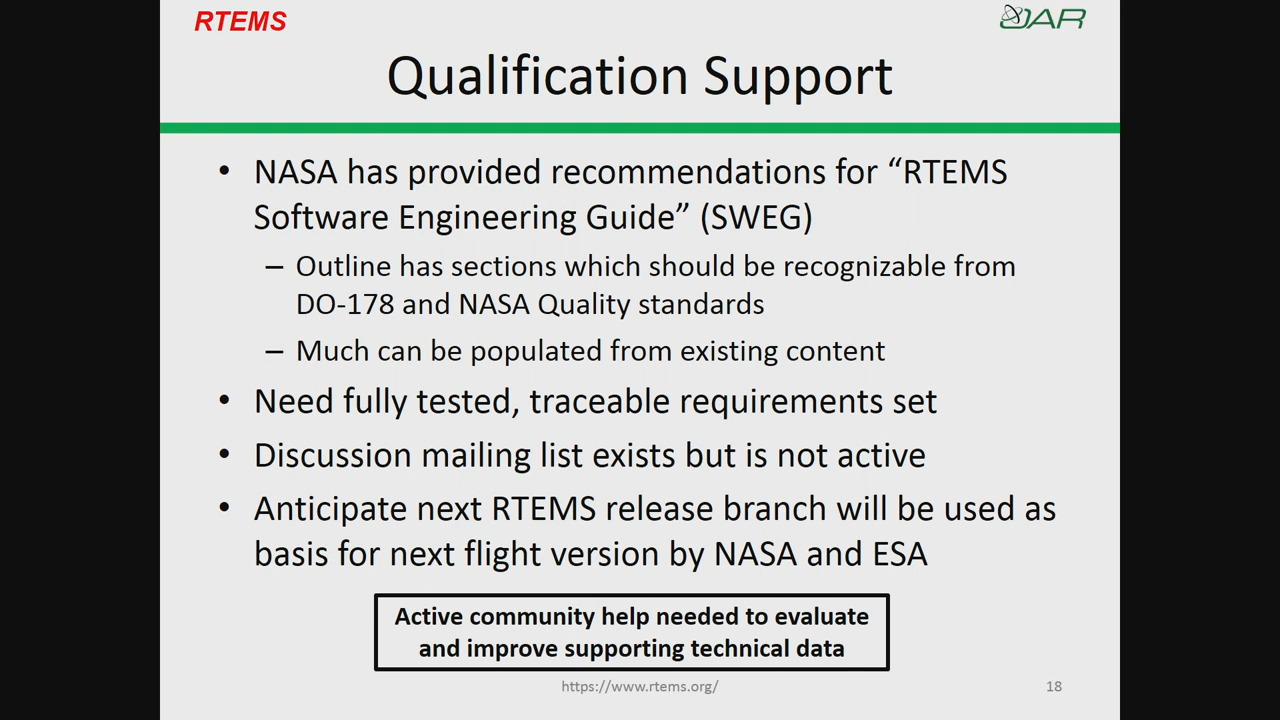 RTEMS
OAR
Qualification Support
• NASA has provided recommendations for “RTEMS
Software Engineering Guide” (SWEG)
– Outline has sections which should be recognizable from
DO-178 and NASA Quality standards
– Much can be populated from existing content
• Need fully tested, traceable requirements set
• Discussion mailing list exists but is not active
• Anticipate next RTEMS release branch will be used as
basis for next flight version by NASA and ESA
Active community help needed to evaluate
and improve supporting technical data
https://www.rtems.org/
18